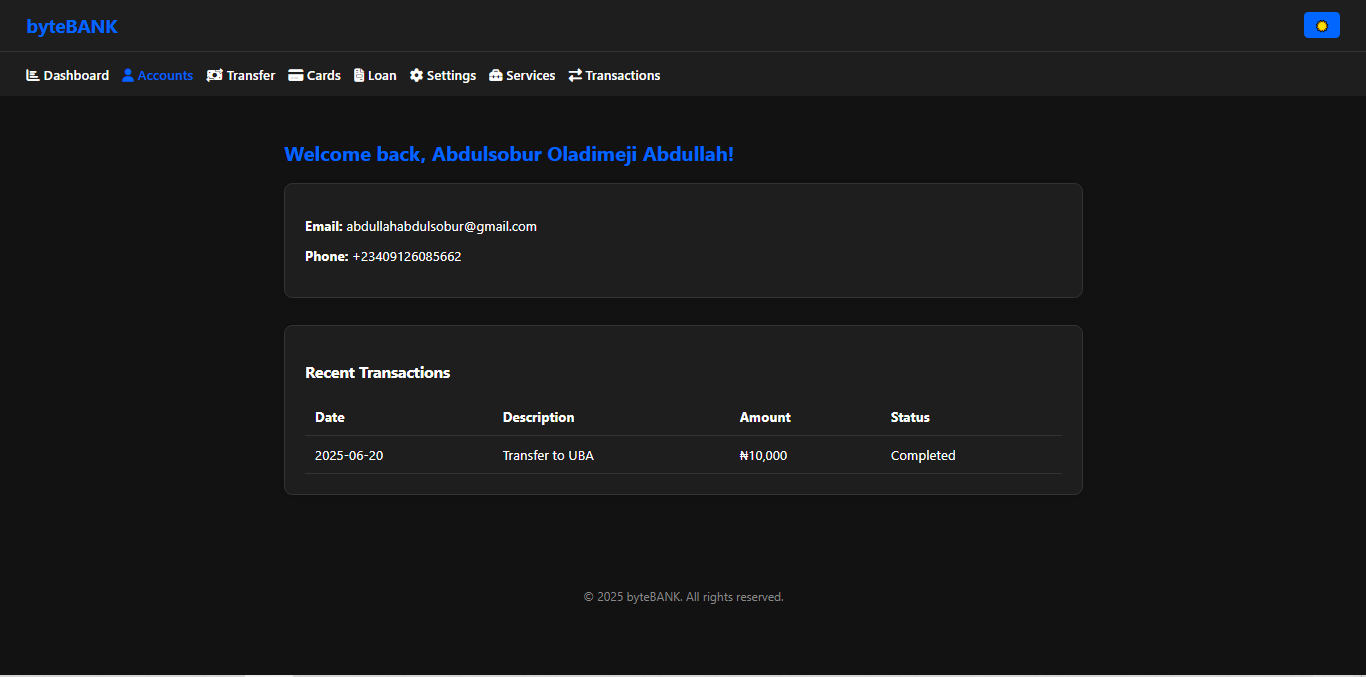 byteBANK
Dashboard Accounts Transfer Cards Loan Settings Services Transactions
Welcome back, Abdulsobur Oladimeji Abdullah!
Email: abdullahabdulsobur@gmail.com
Phone: +23409126085662
Recent Transactions
Date Description Amount Status
2025-06-20 Transfer to UBA ₦10,000 Completed
© 2025 byteBANK. All rights reserved.